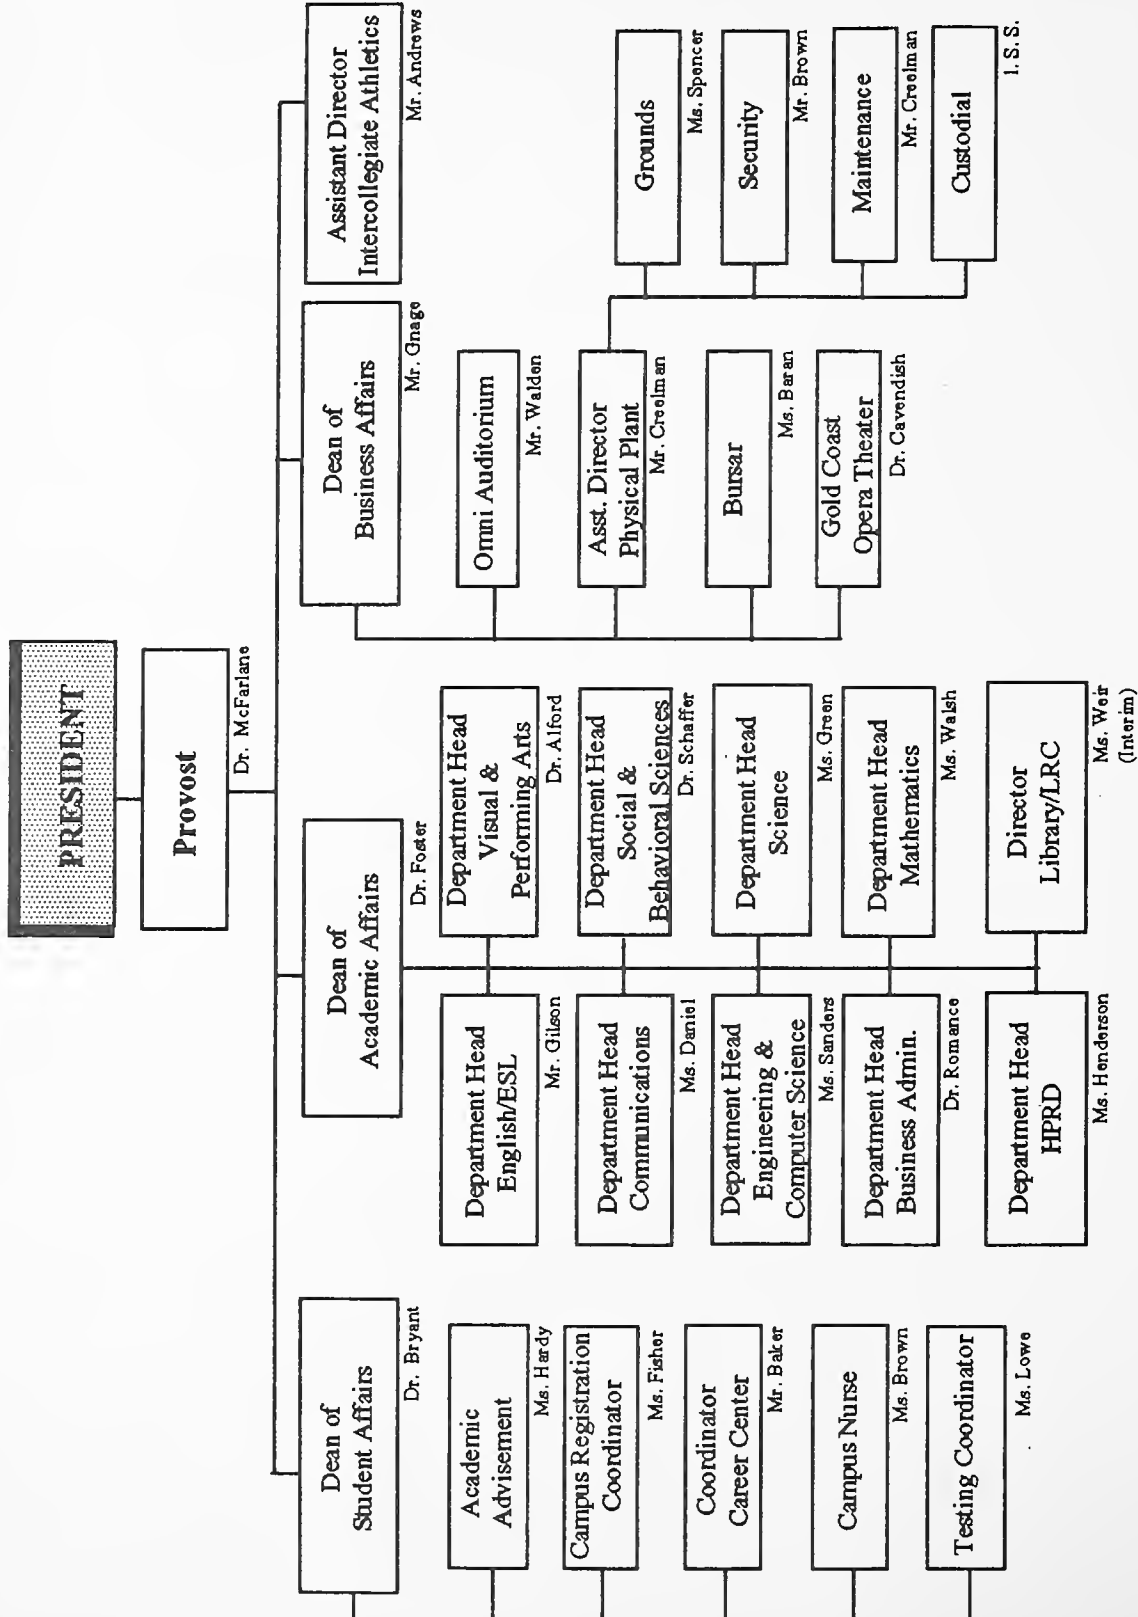 PRESIDENT
Provost
Dr. McFarlane
Dean of
Student Affairs
Dr. Bryant
Academic
Advisement
Ms. Hardy
Campus Registration
Coordinator
Ms. Fisher
Coordinator
Career Center
Mr. Baker
Campus Nurse
Ms. Brown
Testing Coordinator
Ms. Lowe
Dean of
Academic Affairs
Dr. Foster
Department Head
English/ESL
Mr. Gilson
Department Head
Visual &
Performing Arts
Dr. Alford
Department Head
Communications
Ms. Daniel
Department Head
Social &
Behavioral Sciences
Dr. Schaffer
Department Head
Engineering &
Computer Science
Ms. Sanders
Department Head
Science
Ms. Green
Department Head
Business Admin.
Dr. Romance
Department Head
Mathematics
Ms. Walsh
Department Head
HPRD
Ms. Henderson
Director
Library/LRC
Ms. Weir
(Interim)
Dean of
Business Affairs
Mr. Gnage
Omni Auditorium
Mr. Walden
Asst. Director
Physical Plant
Mr. Creelman
Bursar
Ms. Baran
Gold Coast
Opera Theater
Dr. Cavendish
Grounds
Ms. Spencer
Security
Mr. Brown
Maintenance
Mr. Creelman
Custodial
I. S. S.
Assistant Director
Intercollegiate Athletics
Mr. Andrews